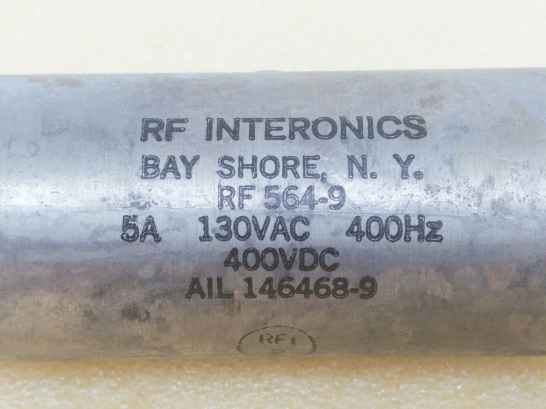 RF INTERONICS
BAY SHORE, N. Y.
RF 564-9
5A 130VAC 400Hz
400VDC
AIL 146468-9
RFI